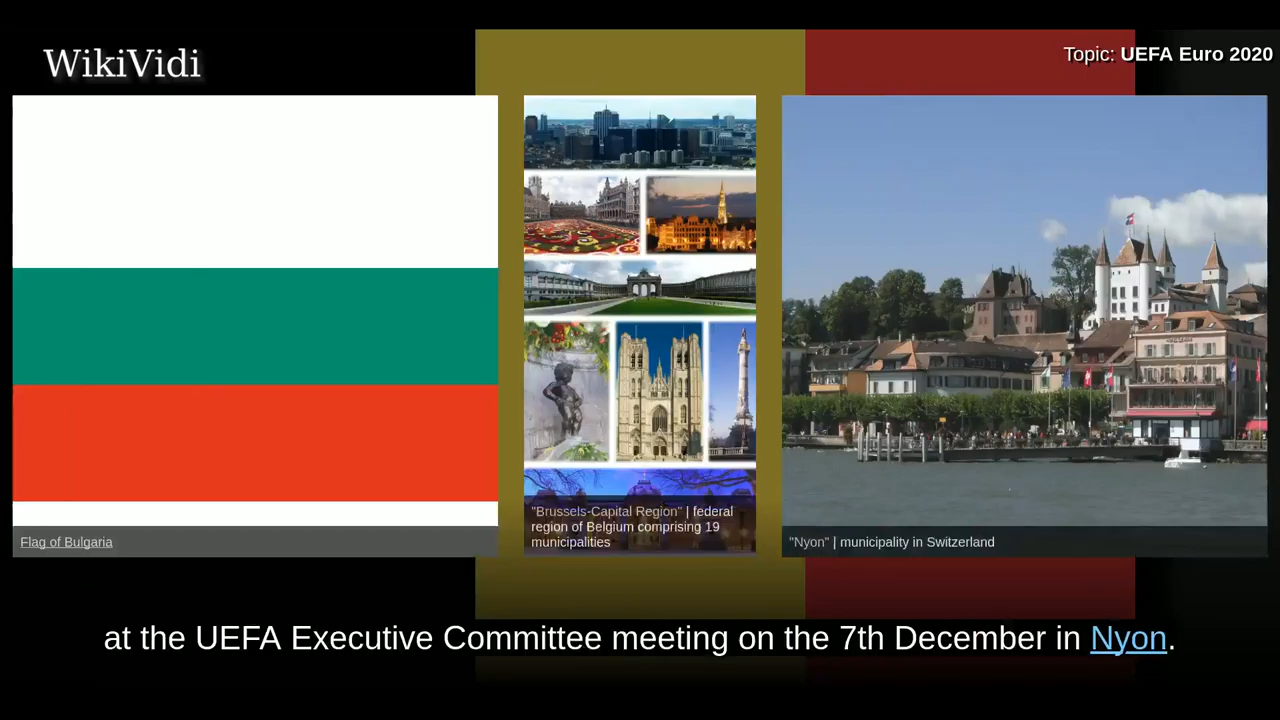 WikiVidi
Topic: UEFA Euro 2020
Flag of Bulgaria
"Brussels-Capital Region" | federal
region of Belgium comprising 19
municipalities
"Nyon" | municipality in Switzerland
at the UEFA Executive Committee meeting on the 7th December in Nyon.